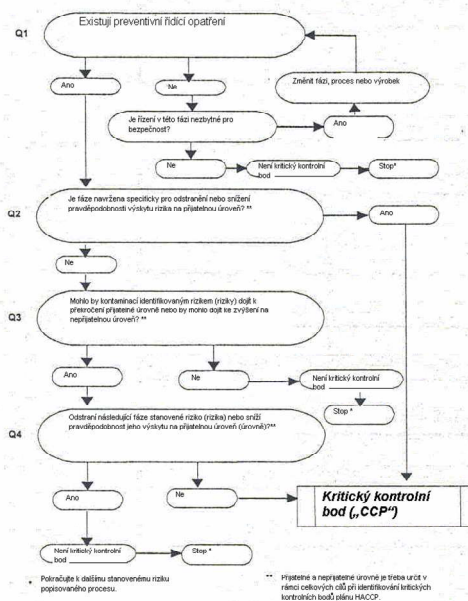 Q1
Existují preventivní řídící opatření
Ano
Ne
Změnit fázi, proces nebo výrobek
Je řízení v této fázi nezbytné pro
bezpečnost?
Ano
Ne
Není kritický kontrolní
bod
Stop*
Q2
Je fáze navržena specificky pro odstranění nebo snížení
pravděpodobnosti výskytu rizika na přijatelnou úroveň? **
Ano
Ne
Q3
Mohlo by kontaminací identifikovaným rizikem (riziky) dojít k
překročení přijatelné úrovně nebo by mohlo dojít ke zvýšení na
nepřijatelnou úroveň? **
Ano
Ne
Není kritický kontrolní
bod
Stop *
Q4
Odstraní následující fáze stanovené riziko (rizika) nebo sníží
pravděpodobnost jeho výskytu na přijatelnou úroveň (úrovně)?**
Ano
Ne
Kritický kontrolní
bod („CCP“)
Není kritický kontrolní
bod
Stop *
* Pokračujte k dalšímu stanovenému riziku
popisovaného procesu.
** Přijatelné a nepřijatelné úrovně je třeba určit v
rámci celkových cílů při identifikování kritických
kontrolních bodů plánu HACCP.